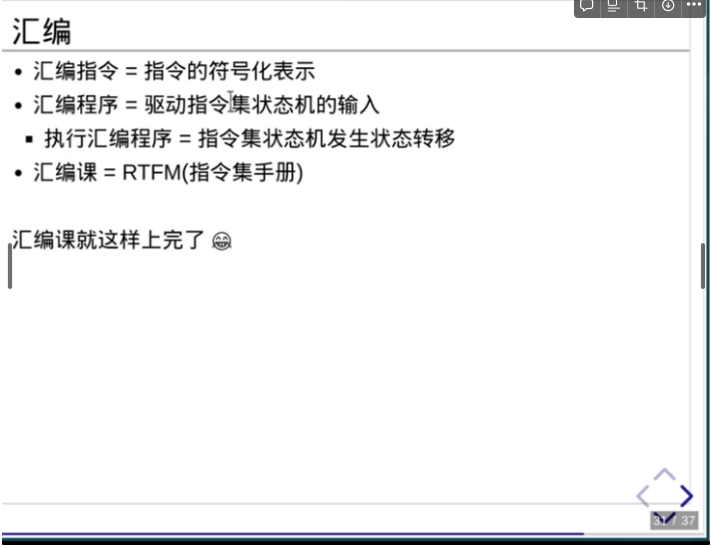 汇编
• 汇编指令 = 指令的符号化表示
• 汇编程序 = 驱动指令集状态机的输入
▪ 执行汇编程序 = 指令集状态机发生状态转移
• 汇编课 = RTFM(指令集手册)
汇编课就这样上完了 😁
31 / 37